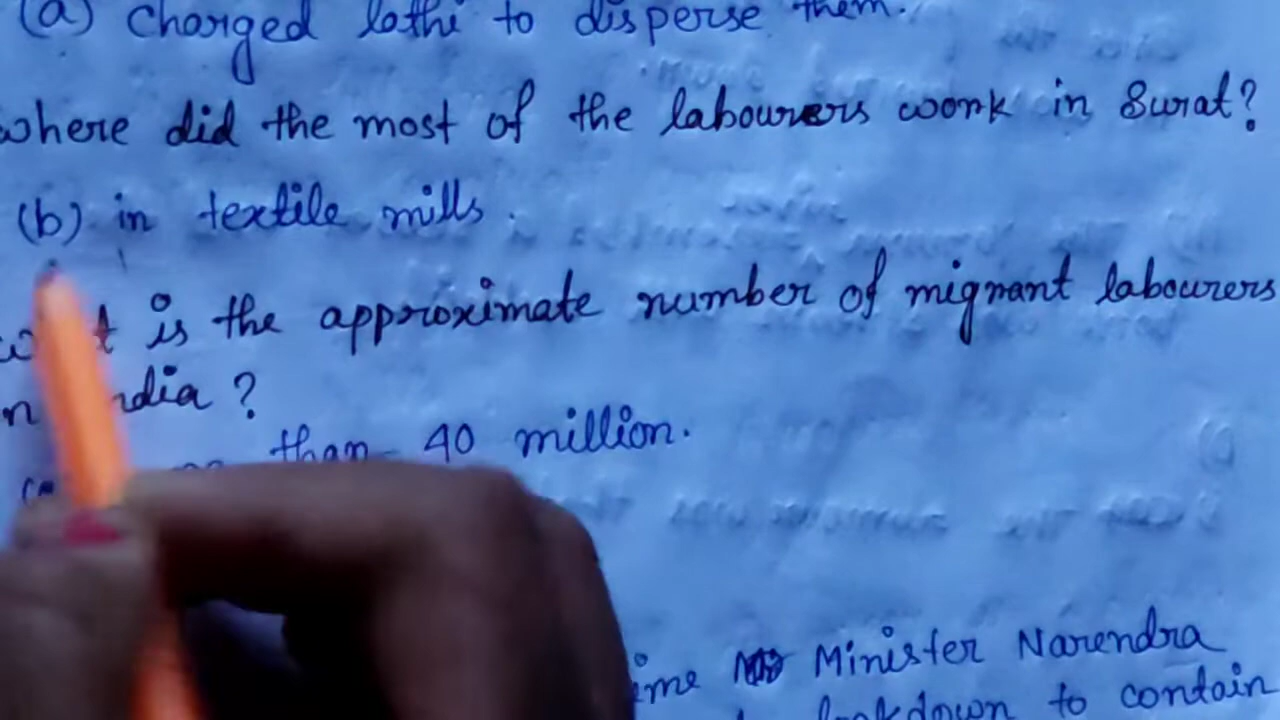 (a) Charged lathi to disperse them.
where did the most of the labourers work in Surat?
(b) in textile mills.
is the approximate number of migrant labourers
?
than 40 million.
Minister Narendra
lockdown to contain